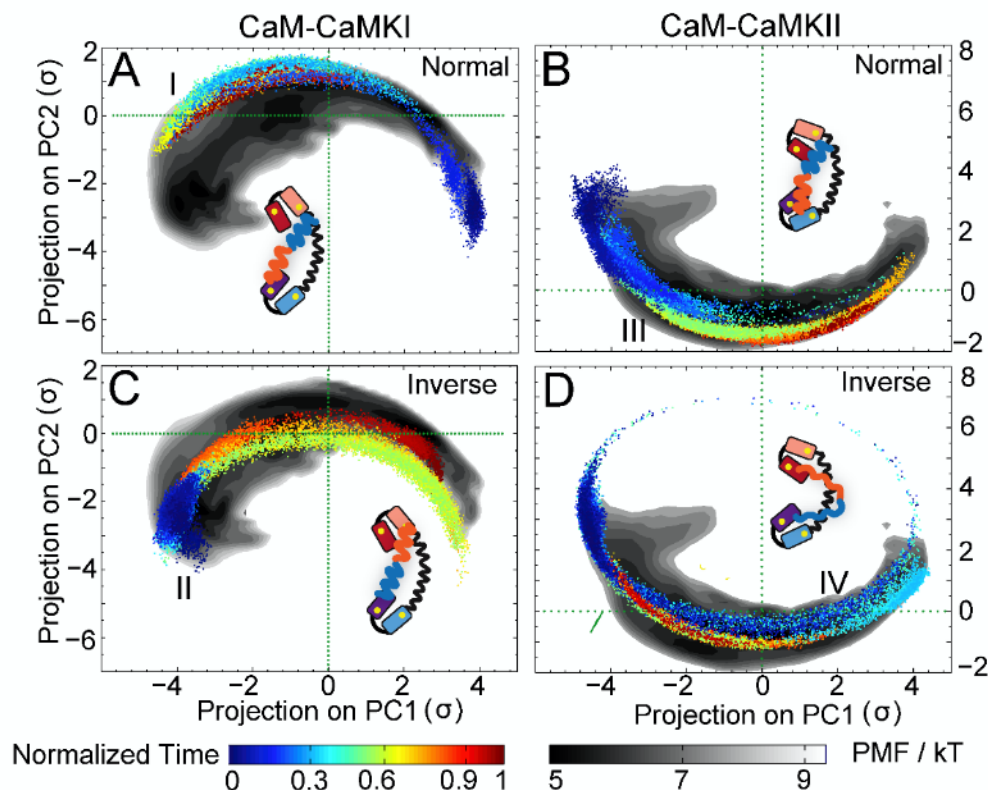 CaM-CaMKI
CaM-CaMKII
A
I
Normal
B
Normal
III
2
0
−2
−4
−6
Projection on PC2 (σ)
8
6
4
2
0
−2
C
Inverse
II
D
Inverse
IV
2
0
−2
−4
−6
Projection on PC2 (σ)
8
6
4
2
0
−2
−4 −2 0 2 4
−4 −2 0 2 4
Projection on PC1 (σ)
Projection on PC1 (σ)
Normalized Time
0 0.3 0.6 0.9 1
PMF / kT
5 7 9